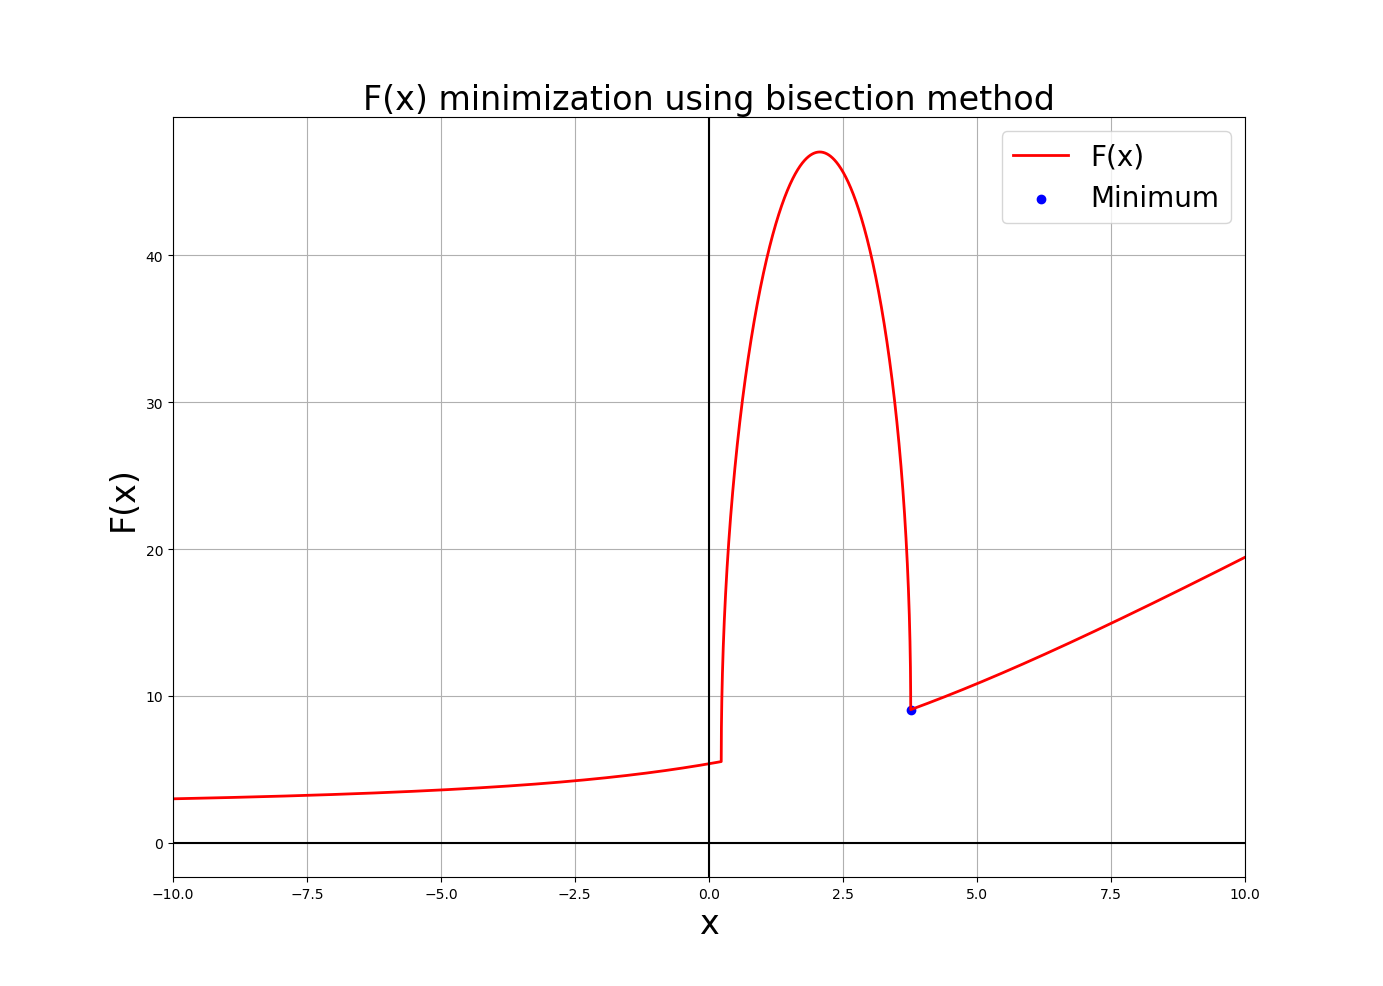 F(x) minimization using bisection method
F(x)
Minimum
40
30
20
10
0
F(x)
−10.0 −7.5 −5.0 −2.5 0.0 2.5 5.0 7.5 10.0
x